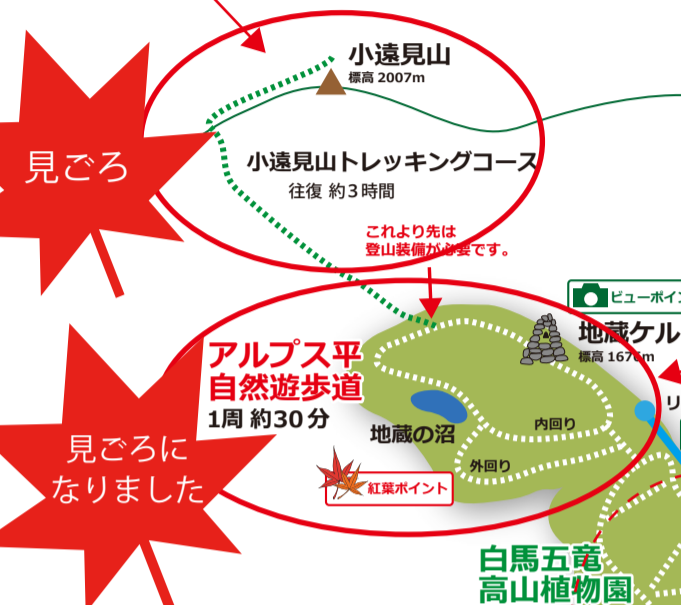 小遠見山
標高 2007m
見ごろ
小遠見山トレッキングコース
往復 約3時間
これより先は
登山装備が必要です。
ビューポイ
地蔵ケル
標高 1676m
アルプス平
自然遊歩道
1周 約30分
リ
地蔵の沼
内回り
外回り
見ごろに
なりました
紅葉ポイント
白馬五竜
高山植物園